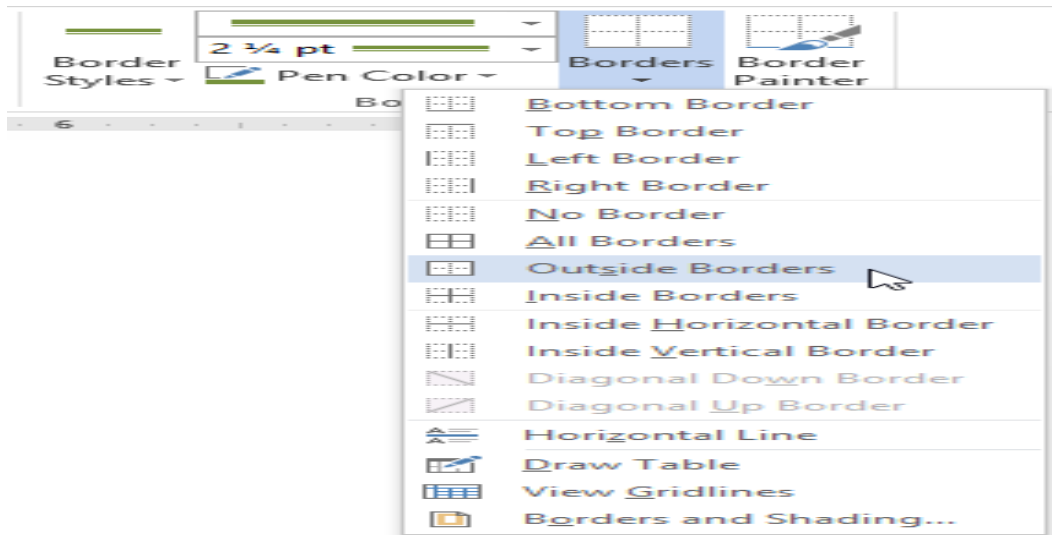 2 ¼ pt
Border Styles
Pen Color
Borders
Border Painter
Bo
6
Bottom Border
Top Border
Left Border
Right Border
No Border
All Borders
Outside Borders
Inside Borders
Inside Horizontal Border
Inside Vertical Border
Diagonal Down Border
Diagonal Up Border
Horizontal Line
Draw Table
View Gridlines
Borders and Shading...